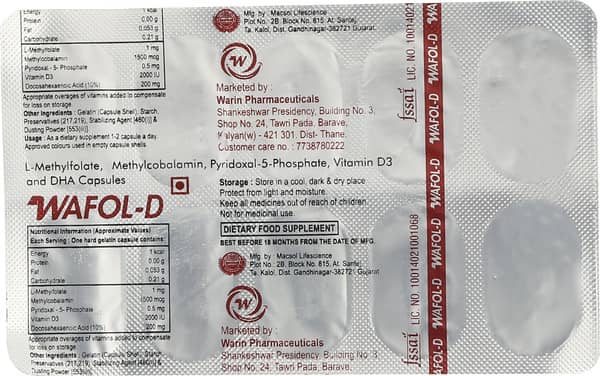 Energy 1 kcal
Protein 0.00 g
Fat 0.053 g
Carbohydrate 0.21 g
L-Methylfolate 1 mg
Methylcobalamin 1500 mcg
Pyridoxal - 5- Phosphate 0.5 mg
Vitamin D3 2000 IU
Docosahexaenoic Acid (10%) 200 mg
Appropriate overages of vitamins added to compensate
for loss on storage
Other Ingredients : Gelatin (Capsule Shell), Starch,
Preservatives (217,219), Stabilizing Agent [460(i)] &
Dusting Powder [553(iii)]
Usage : As a dietary supplement 1-2 capsule a day.
Approved colours used in empty capsule shells.
Mfg. by : Macsol Lifescience
Plot No. 2B, Block No. 815, At. Santej,
Ta. Kalol, Dist. Gandhinagar-382721 Gujarat.
W
Marketed by :
Warin Pharmaceuticals
Shankeshwar Presidency, Building No. 3,
Shop No. 24, Tawri Pada, Barave,
Kalyan(w) - 421 301. Dist- Thane.
Customer care no. : 7738780222
L-Methylfolate, Methylcobalamin, Pyridoxal-5-Phosphate, Vitamin D3
and DHA Capsules
WAFOL-D
Nutritional Information (Approximate Values)
Each Serving : One hard gelatin capsule contains:
Energy 1 kcal
Protein 0.00 g
Fat 0.053 g
Carbohydrate 0.21 g
L-Methylfolate 1 mg
Methylcobalamin 1500 mcg
Pyridoxal - 5- Phosphate 0.5 mg
Vitamin D3 2000 IU
Docosahexaenoic Acid (10%) 200 mg
Appropriate overages of vitamins added to compensate
for loss on storage
Other Ingredients : Gelatin (Capsule Shell), Starch,
Preservatives (217,219), Stabilizing Agent [460(i)] &
Dusting Powder [553(iii)]
Storage : Store in a cool, dark & dry place
Protect from light and moisture.
Keep all medicines out of reach of children.
Not for medicinal use.
DIETARY FOOD SUPPLEMENT
BEST BEFORE 18 MONTHS FROM THE DATE OF MFG.
Mfg. by : Macsol Lifescience
Plot No. 2B, Block No. 815, At. Santej,
Ta. Kalol, Dist. Gandhinagar-382721 Gujarat.
W
Marketed by :
Warin Pharmaceuticals
Shankeshwar Presidency, Building No. 3,
Shop No. 24, Tawri Pada, Barave,
fssai LIC. NO. 1001402
fssai LIC. NO. 10014021001068
WAFOL-D WAFOL-D WAFOL-D WAFOL-D WAFOL-D